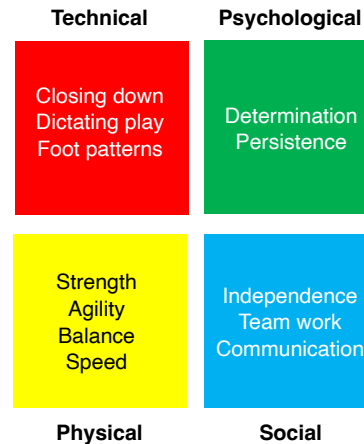 Technical
Psychological
Closing down
Dictating play
Foot patterns
Determination
Persistence
Strength
Agility
Balance
Speed
Independence
Team work
Communication
Physical
Social